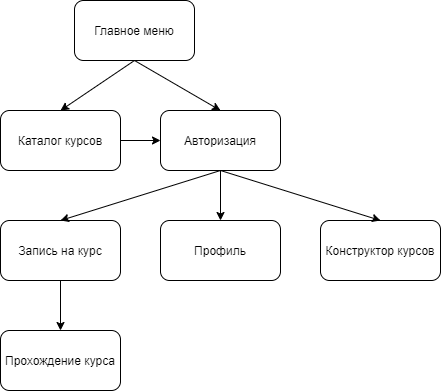 Главное меню
Каталог курсов
Авторизация
Запись на курс
Профиль
Конструктор курсов
Прохождение курса